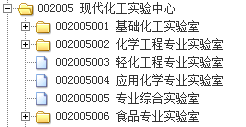 002005 现代化工实验中心
002005001 基础化工实验室
002005002 化学工程专业实验室
002005003 轻化工程专业实验室
002005004 应用化学专业实验室
002005005 专业综合实验室
002005006 食品专业实验室